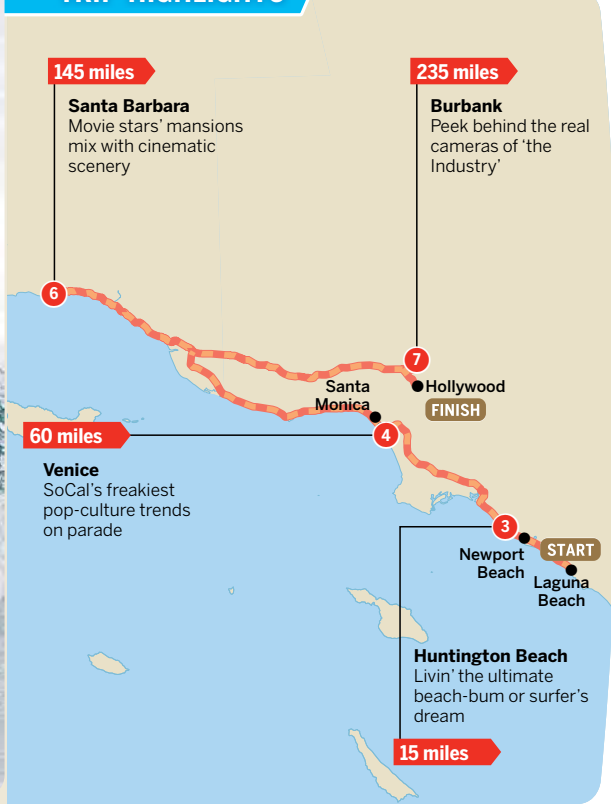 145 miles
Santa Barbara
Movie stars’ mansions
mix with cinematic
scenery
235 miles
Burbank
Peek behind the real
cameras of ‘the
Industry’
6
7
Santa
Monica
Hollywood
FINISH
60 miles
4
Venice
SoCal’s freakiest
pop-culture trends
on parade
3
START
Newport
Beach
Laguna
Beach
Huntington Beach
Livin’ the ultimate
beach-bum or surfer’s
dream
15 miles